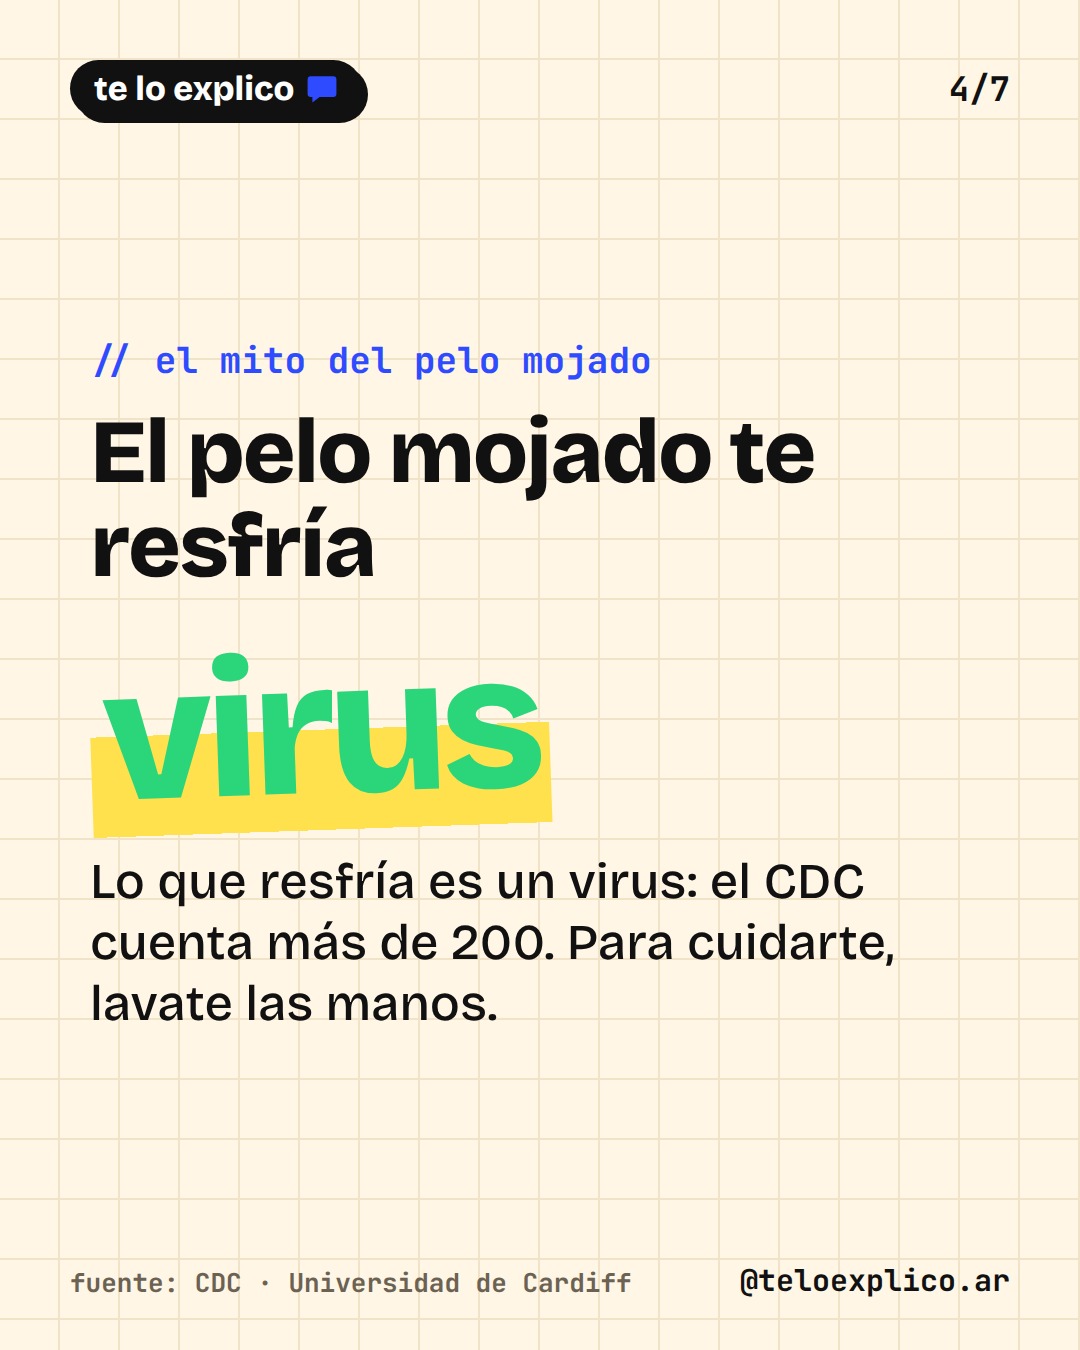 te lo explico
4/7
// el mito del pelo mojado
El pelo mojado te
resfría
virus
Lo que resfría es un virus: el CDC
cuenta más de 200. Para cuidarte,
lavate las manos.
fuente: CDC · Universidad de Cardiff
@teloexplico.ar